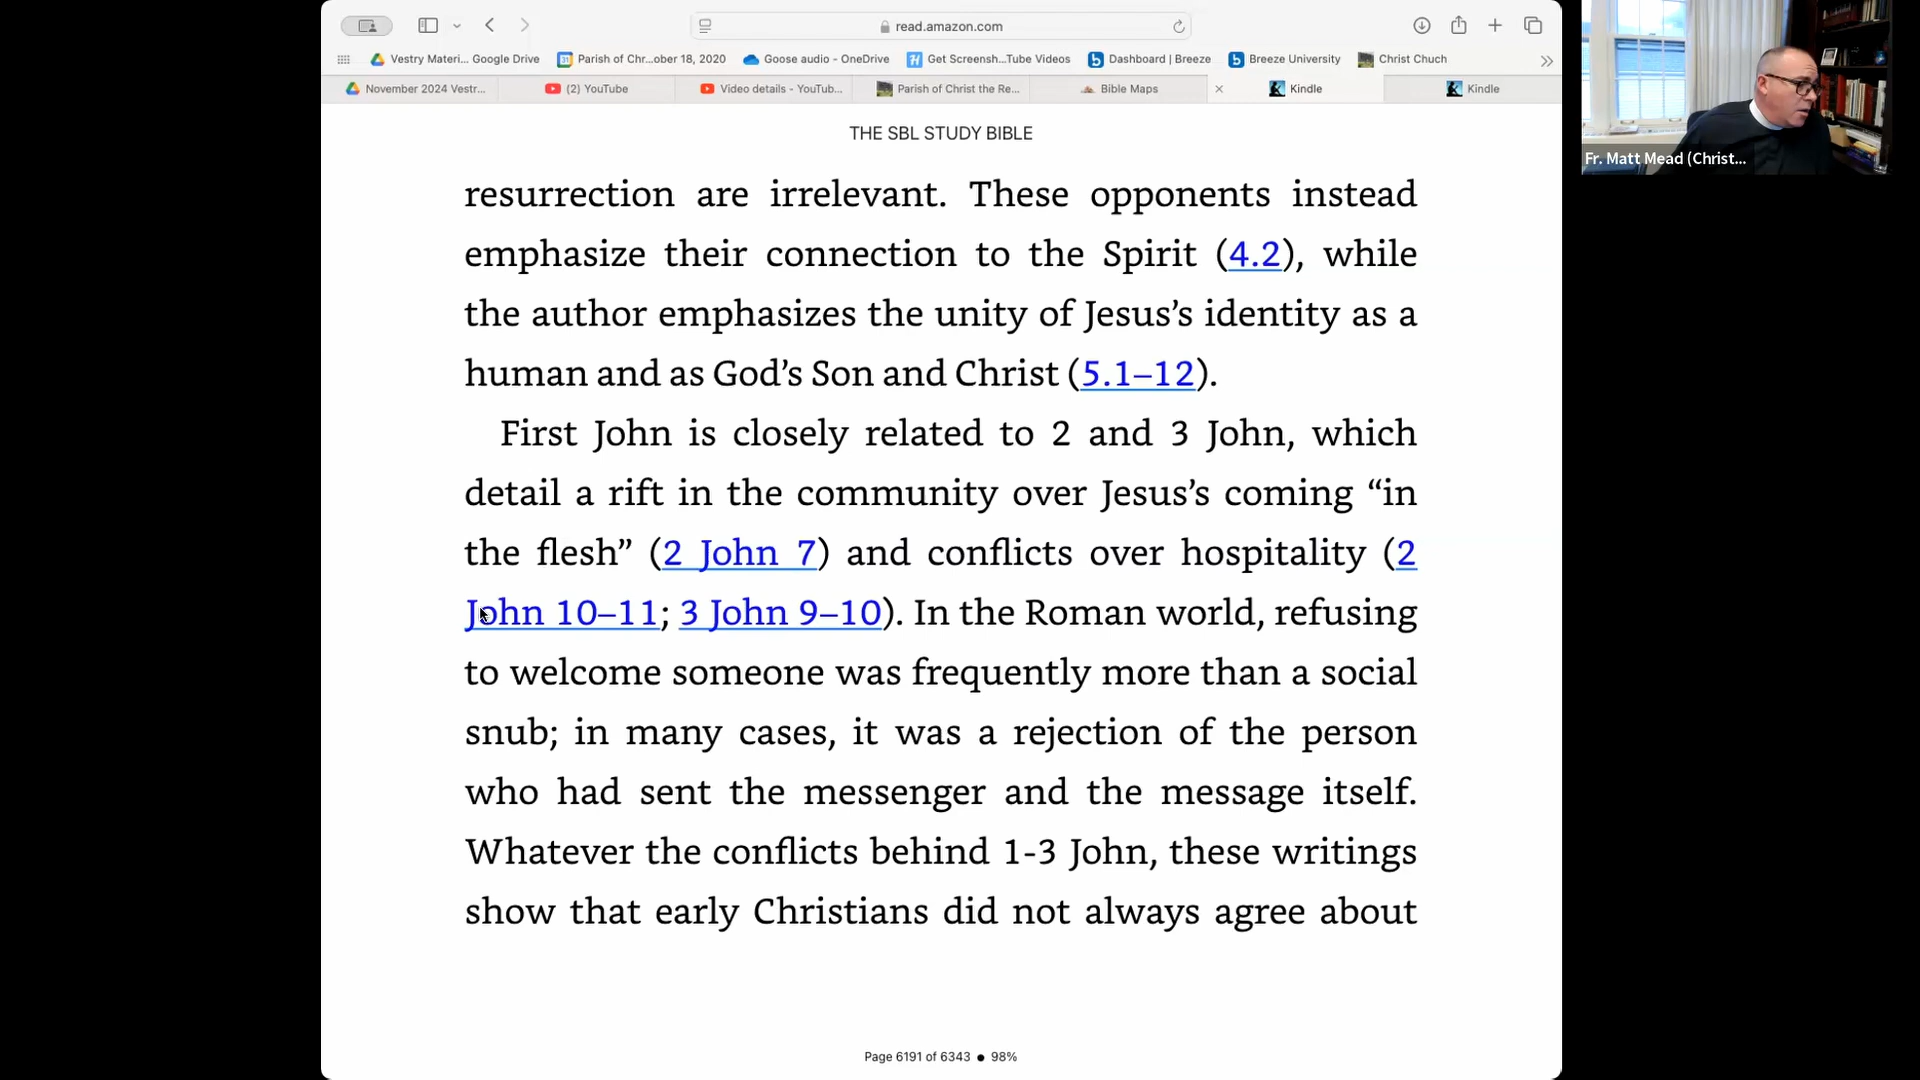 read.amazon.com
Vestry Materi... Google Drive
Parish of Chr...ober 18, 2020
Goose audio - OneDrive
Get Screensh...Tube Videos
Dashboard | Breeze
Breeze University
Christ Chuch
November 2024 Vestr...
(2) YouTube
Video details - YouTub...
Parish of Christ the Re...
Bible Maps
Kindle
Kindle
Fr. Matt Mead (Christ...
THE SBL STUDY BIBLE
resurrection are irrelevant. These opponents instead
emphasize their connection to the Spirit (4.2), while
the author emphasizes the unity of Jesus’s identity as a
human and as God’s Son and Christ (5.1–12).
First John is closely related to 2 and 3 John, which
detail a rift in the community over Jesus’s coming “in
the flesh” (2 John 7) and conflicts over hospitality (2
John 10–11; 3 John 9–10). In the Roman world, refusing
to welcome someone was frequently more than a social
snub; in many cases, it was a rejection of the person
who had sent the messenger and the message itself.
Whatever the conflicts behind 1-3 John, these writings
show that early Christians did not always agree about
Page 6191 of 6343 ● 98%